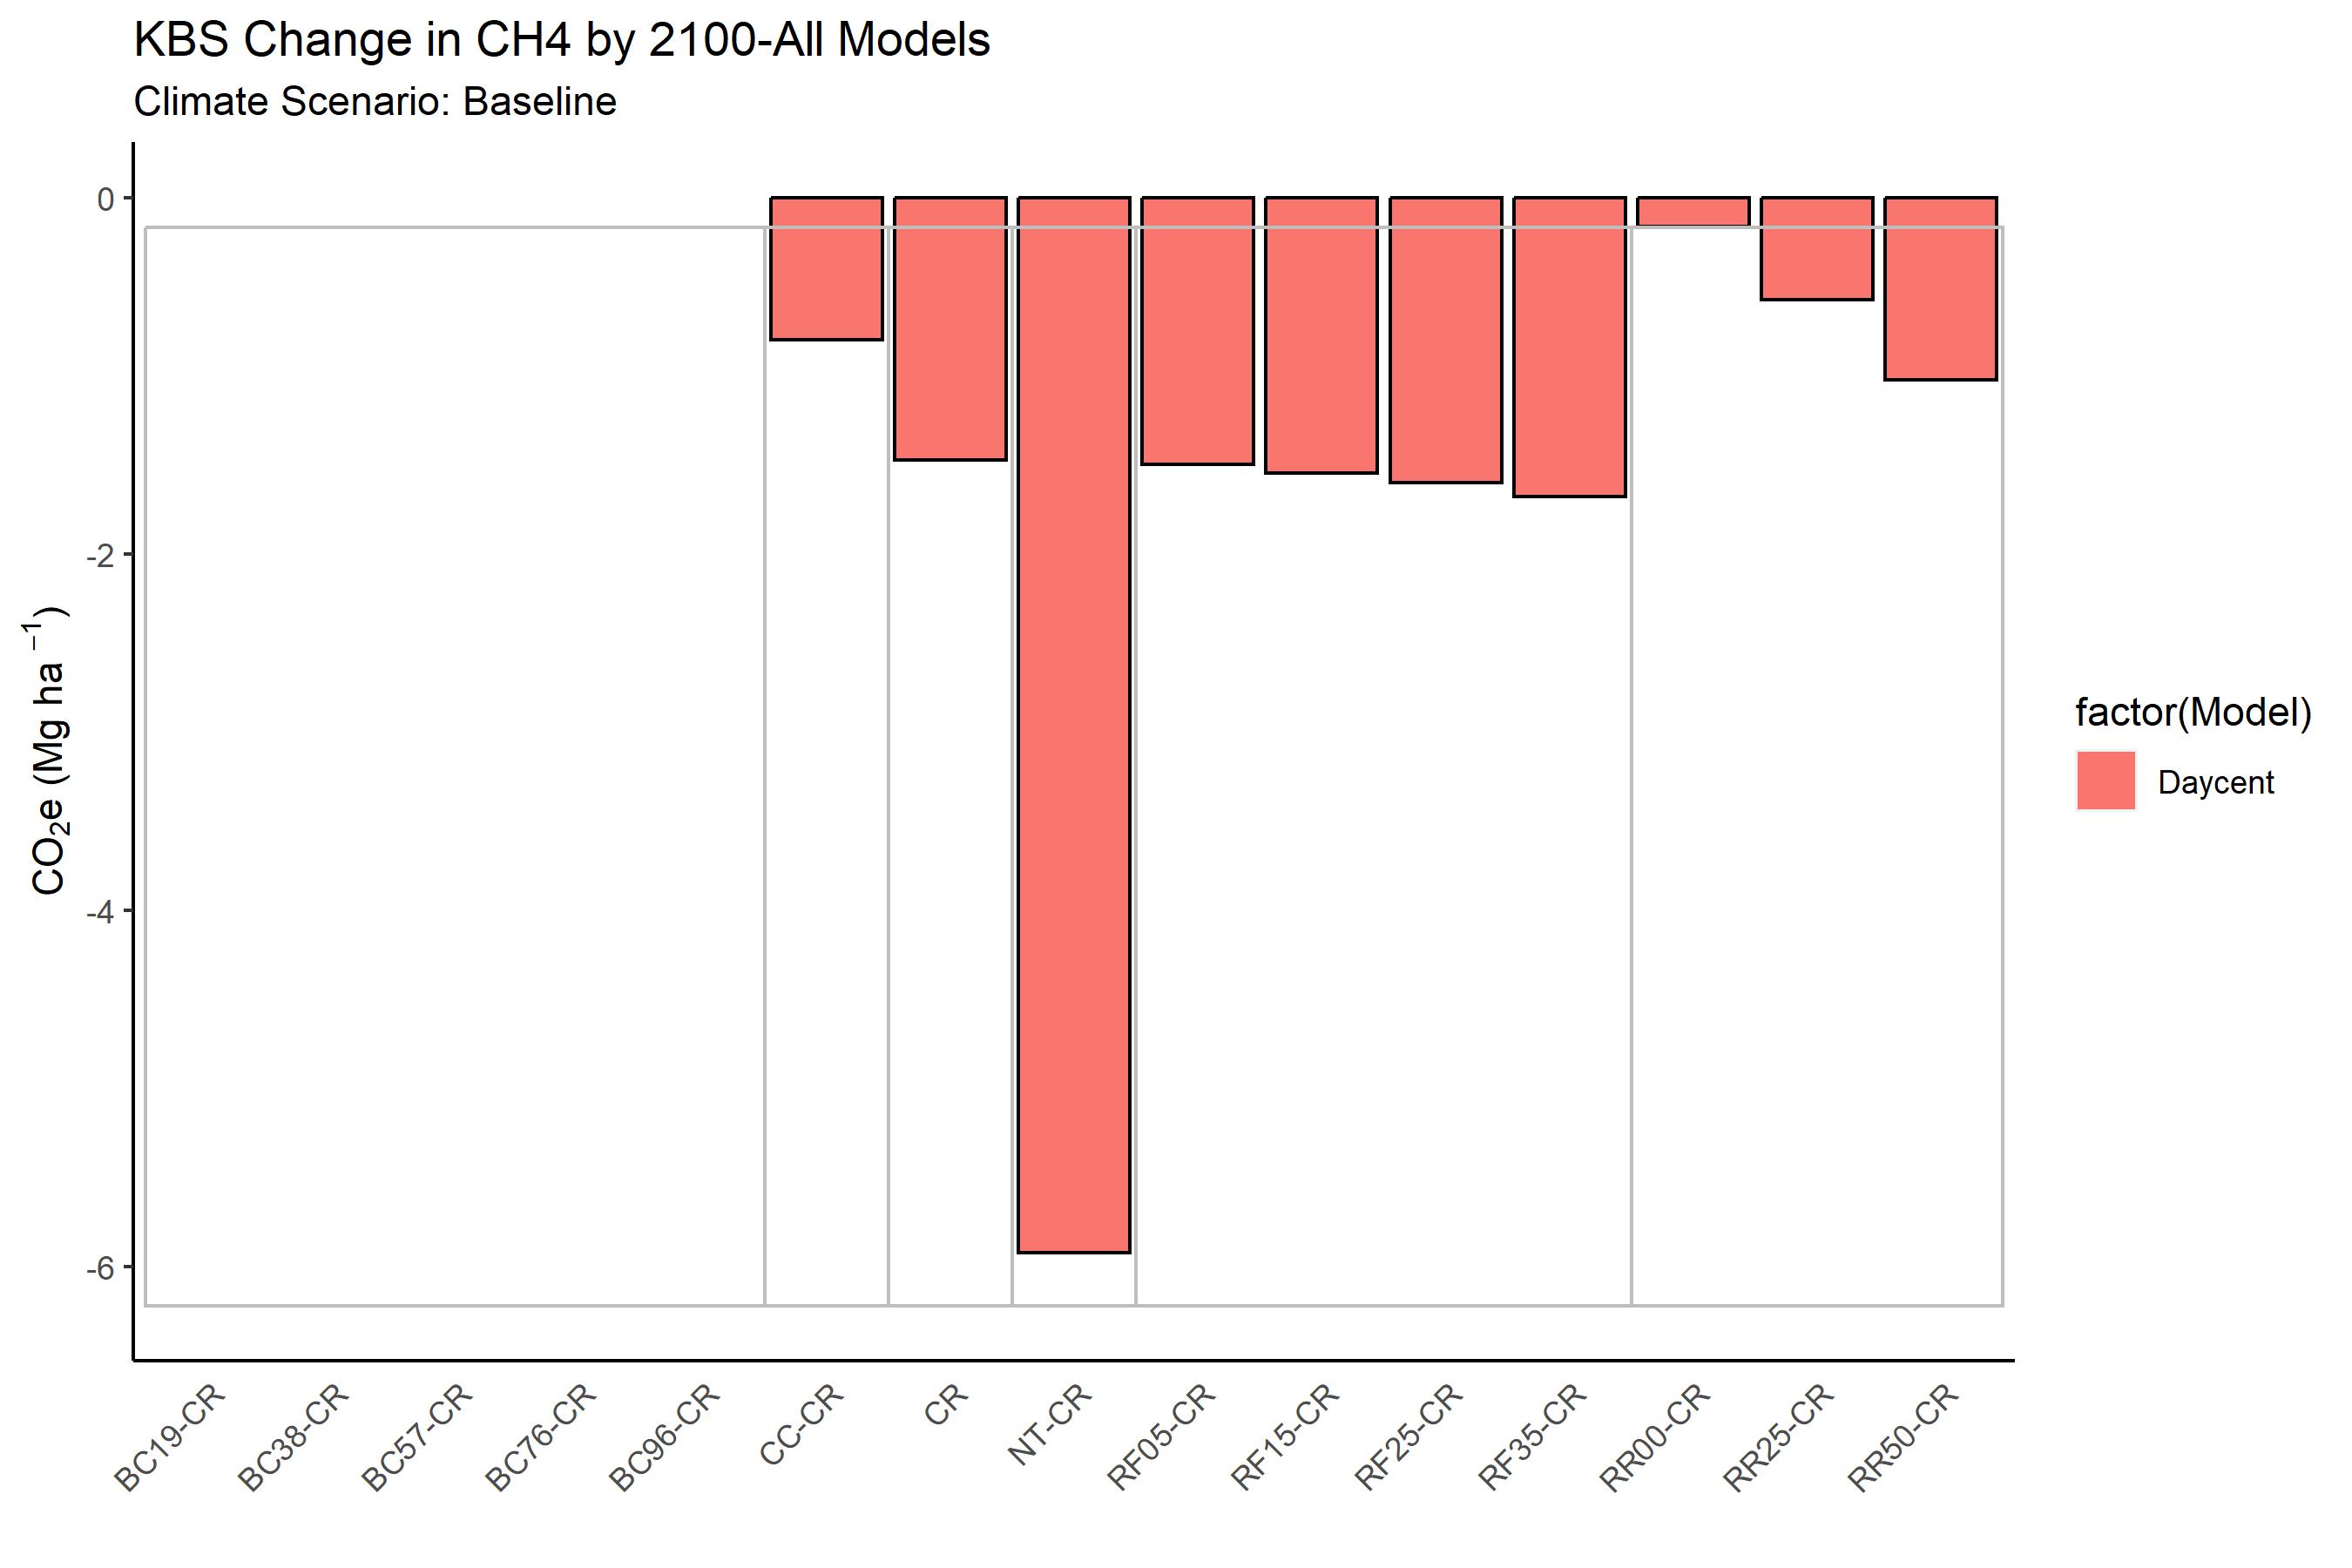 KBS Change in CH4 by 2100-All Models
Climate Scenario: Baseline
0
-2
-4
-6
CO₂e (Mg ha ⁻¹)
BC19-CR
BC38-CR
BC57-CR
BC76-CR
BC96-CR
CC-CR
CR
NT-CR
RF05-CR
RF15-CR
RF25-CR
RF35-CR
RR00-CR
RR25-CR
RR50-CR
factor(Model)
Daycent